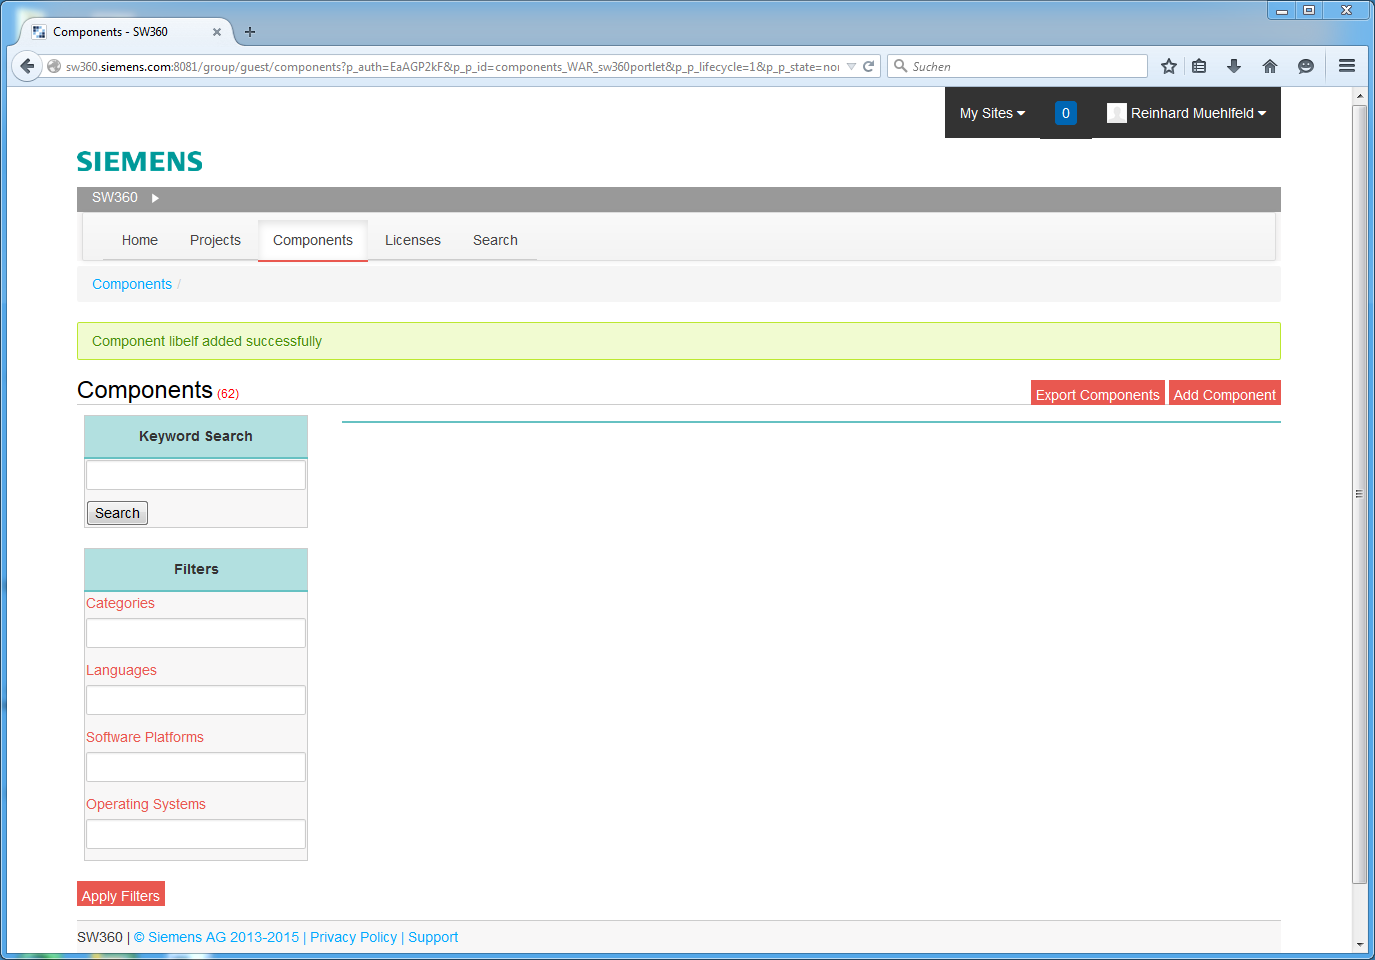 Components - SW360
sw360.siemens.com:8081/group/guest/components?p_auth=EaAGP2kF&p_p_id=components_WAR_sw360portlet&p_p_lifecycle=1&p_p_state=nor
Suchen
My Sites 0 Reinhard Muehlfeld
SIEMENS
SW360
Home Projects Components Licenses Search
Components /
Component libelf added successfully
Components (62)
Export Components Add Component
Keyword Search
Search
Filters
Categories
Languages
Software Platforms
Operating Systems
Apply Filters
SW360 | © Siemens AG 2013-2015 | Privacy Policy | Support